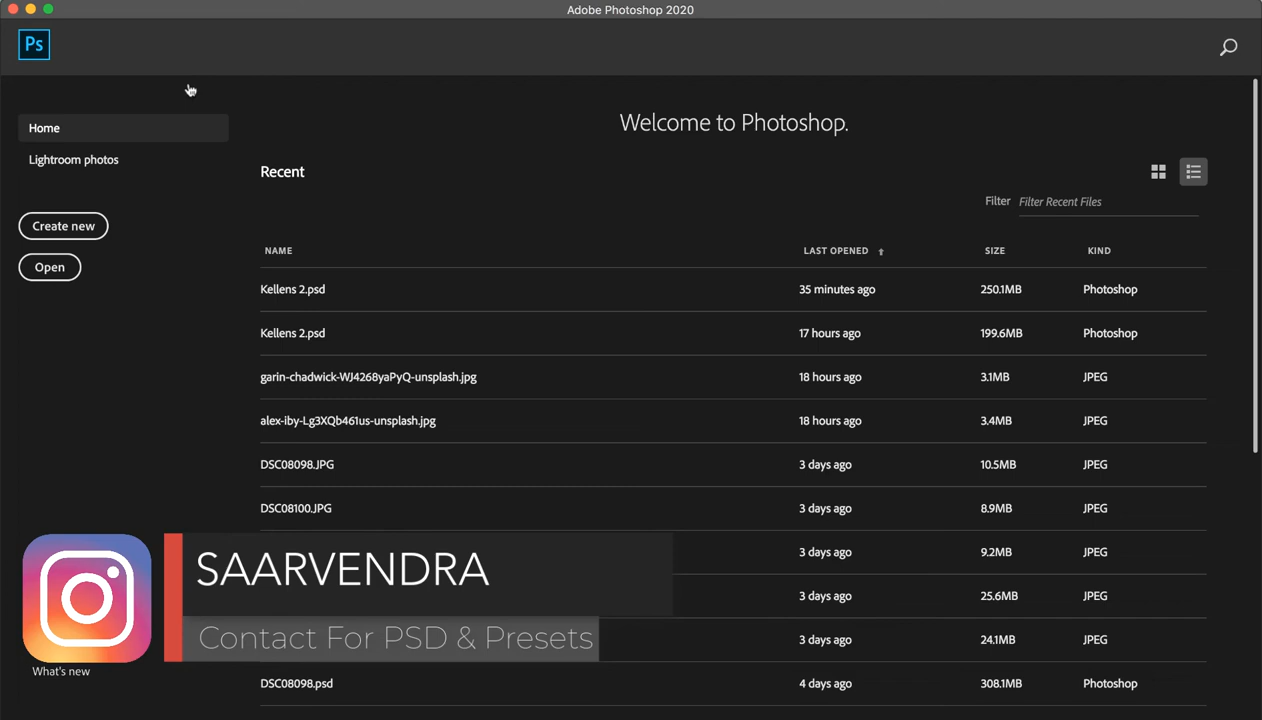 Adobe Photoshop 2020
Ps
Home
Lightroom photos
Create new
Open
Welcome to Photoshop.
Recent
Filter Filter Recent Files
NAME LAST OPENED SIZE KIND
Kellens 2.psd 35 minutes ago 250.1MB Photoshop
Kellens 2.psd 17 hours ago 199.6MB Photoshop
garin-chadwick-WJ4268yaPyQ-unsplash.jpg 18 hours ago 3.1MB JPEG
alex-iby-Lg3XQb461us-unsplash.jpg 18 hours ago 3.4MB JPEG
DSC08098.JPG 3 days ago 10.5MB JPEG
DSC08100.JPG 3 days ago 8.9MB JPEG
3 days ago 9.2MB JPEG
3 days ago 25.6MB JPEG
3 days ago 24.1MB JPEG
DSC08098.psd 4 days ago 308.1MB Photoshop
SAARVENDRA
Contact For PSD & Presets
What's new